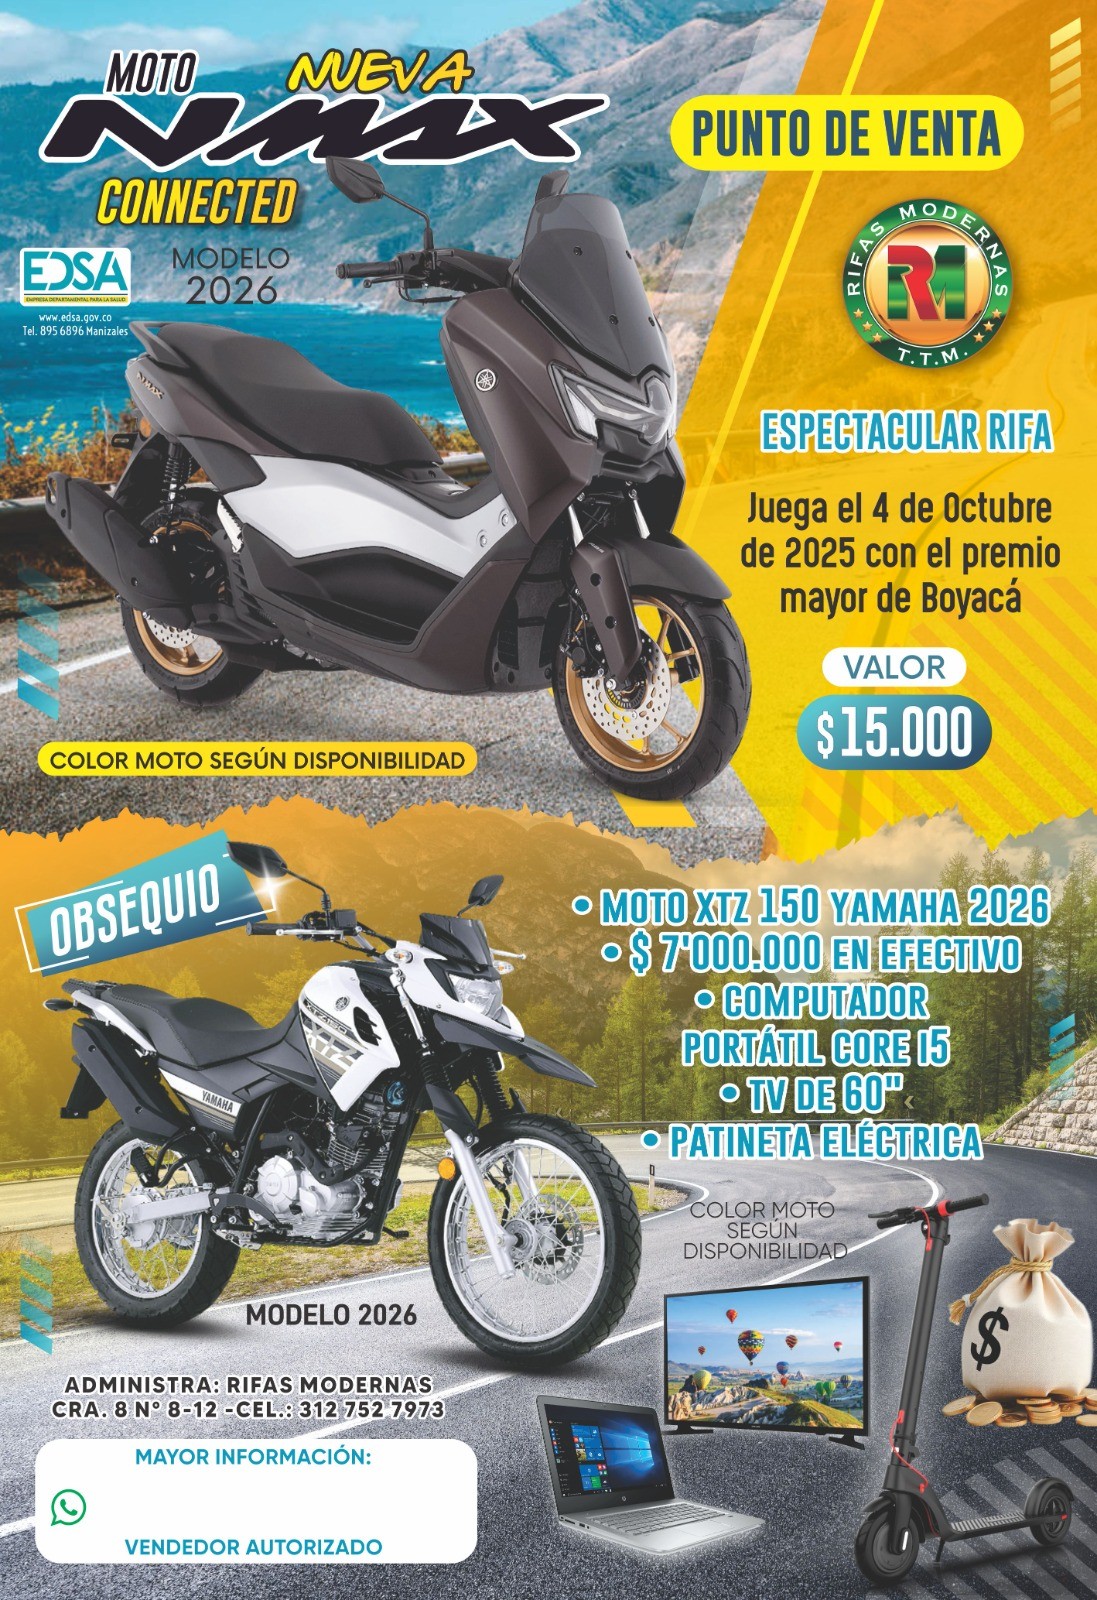 MOTO NUEVA
NMAX
CONNECTED
MODELO
2026
EDSA
EMPRESA DEPARTAMENTAL PARA LA SALUD
www.edsa.gov.co
Tel. 895 6896 Manizales
PUNTO DE VENTA
RIFAS MODERNAS
RM
T.T.M.
ESPECTACULAR RIFA
Juega el 4 de Octubre
de 2025 con el premio
mayor de Boyacá
VALOR
$15.000
NMAX
COLOR MOTO SEGÚN DISPONIBILIDAD
OBSEQUIO
• MOTO XTZ 150 YAMAHA 2026
• $ 7'000.000 EN EFECTIVO
• COMPUTADOR
PORTÁTIL CORE I5
• TV DE 60"
• PATINETA ELÉCTRICA
XTZ
YAMAHA
COLOR MOTO
SEGÚN
DISPONIBILIDAD
MODELO 2026
$
ADMINISTRA: RIFAS MODERNAS
CRA. 8 N° 8-12 -CEL.: 312 752 7973
MAYOR INFORMACIÓN:
VENDEDOR AUTORIZADO